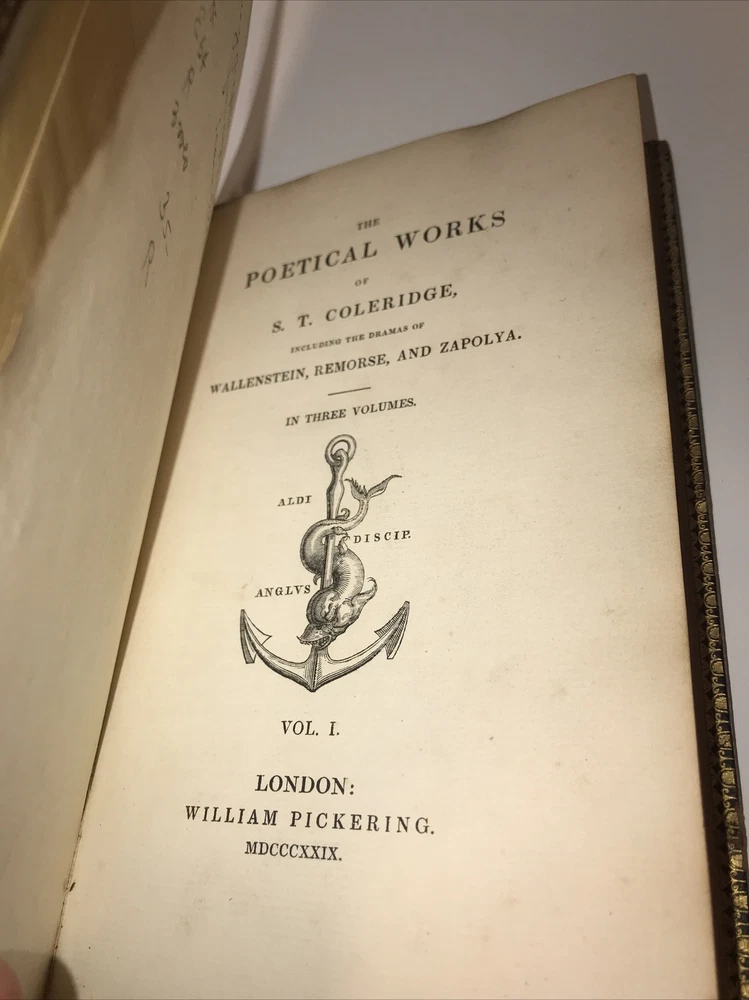 THE
POETICAL WORKS
OF
S. T. COLERIDGE,
INCLUDING THE DRAMAS OF
WALLENSTEIN, REMORSE, AND ZAPOLYA.
IN THREE VOLUMES.
ALDI
DISCIP.
ANGLVS
VOL. I.
LONDON:
WILLIAM PICKERING.
MDCCCXXIX.